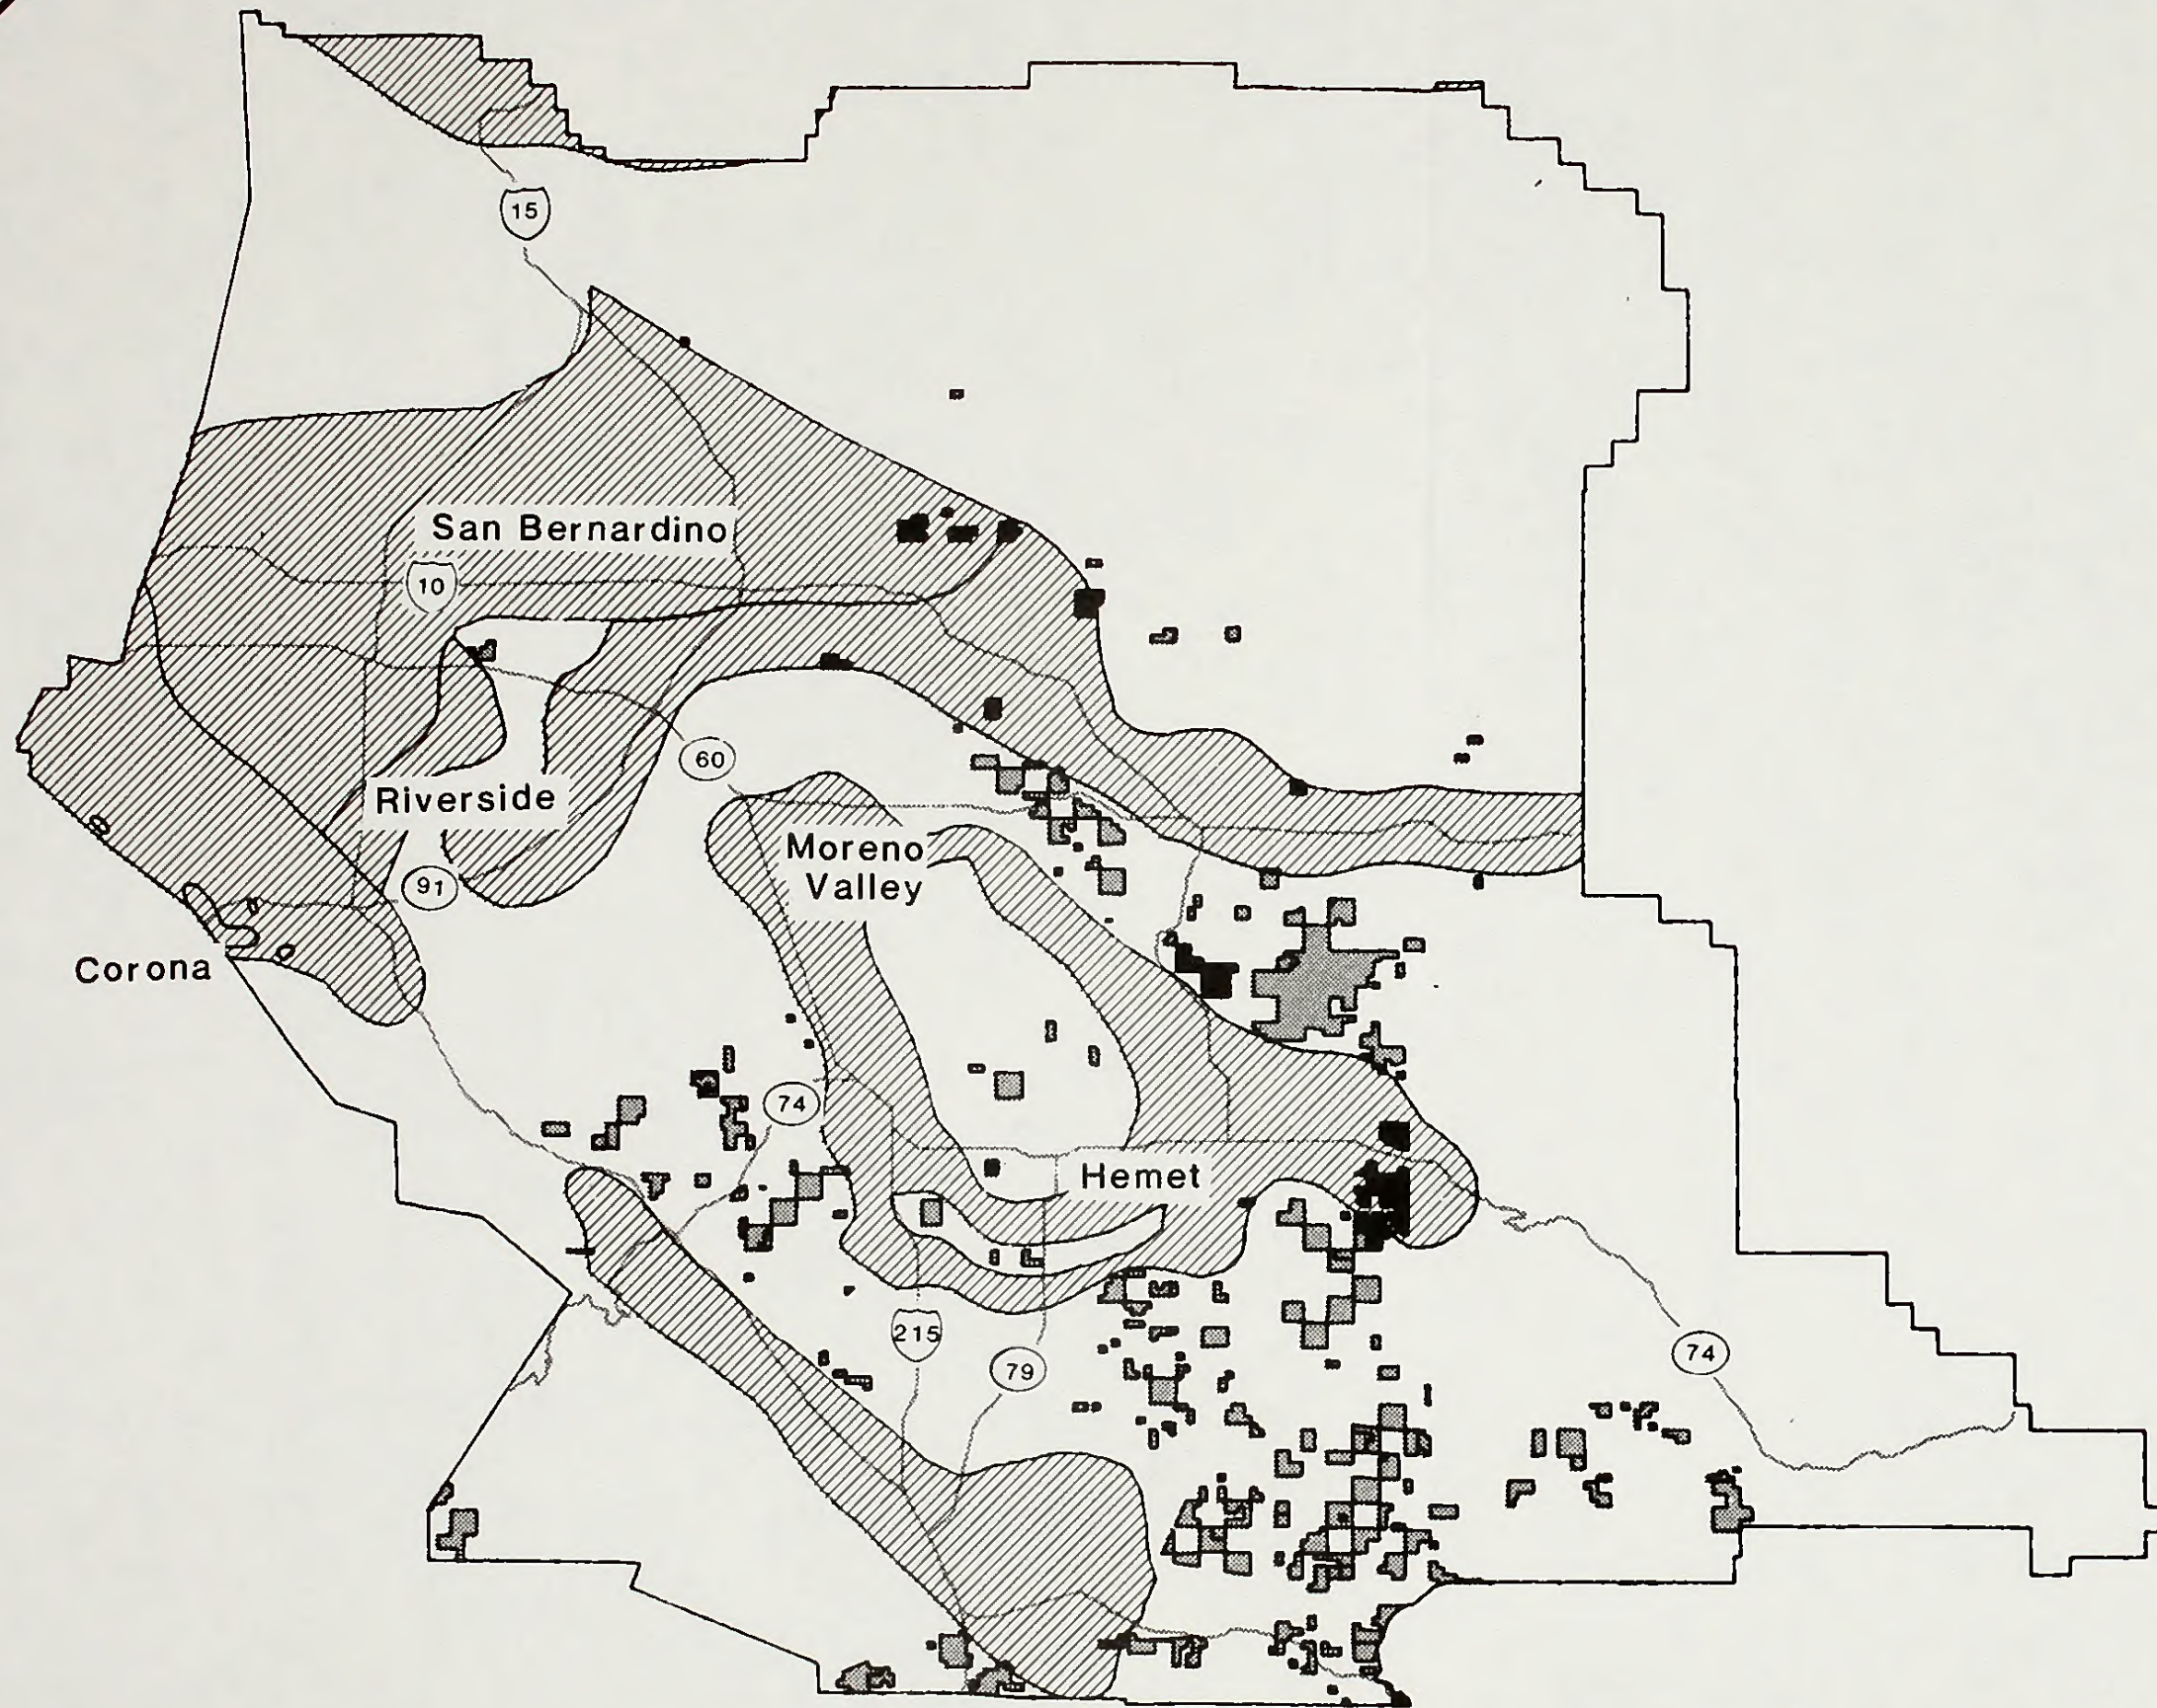 15
San Bernardino
10
60
Riverside
Moreno
Valley
91
Corona
74
Hemet
215
79
74